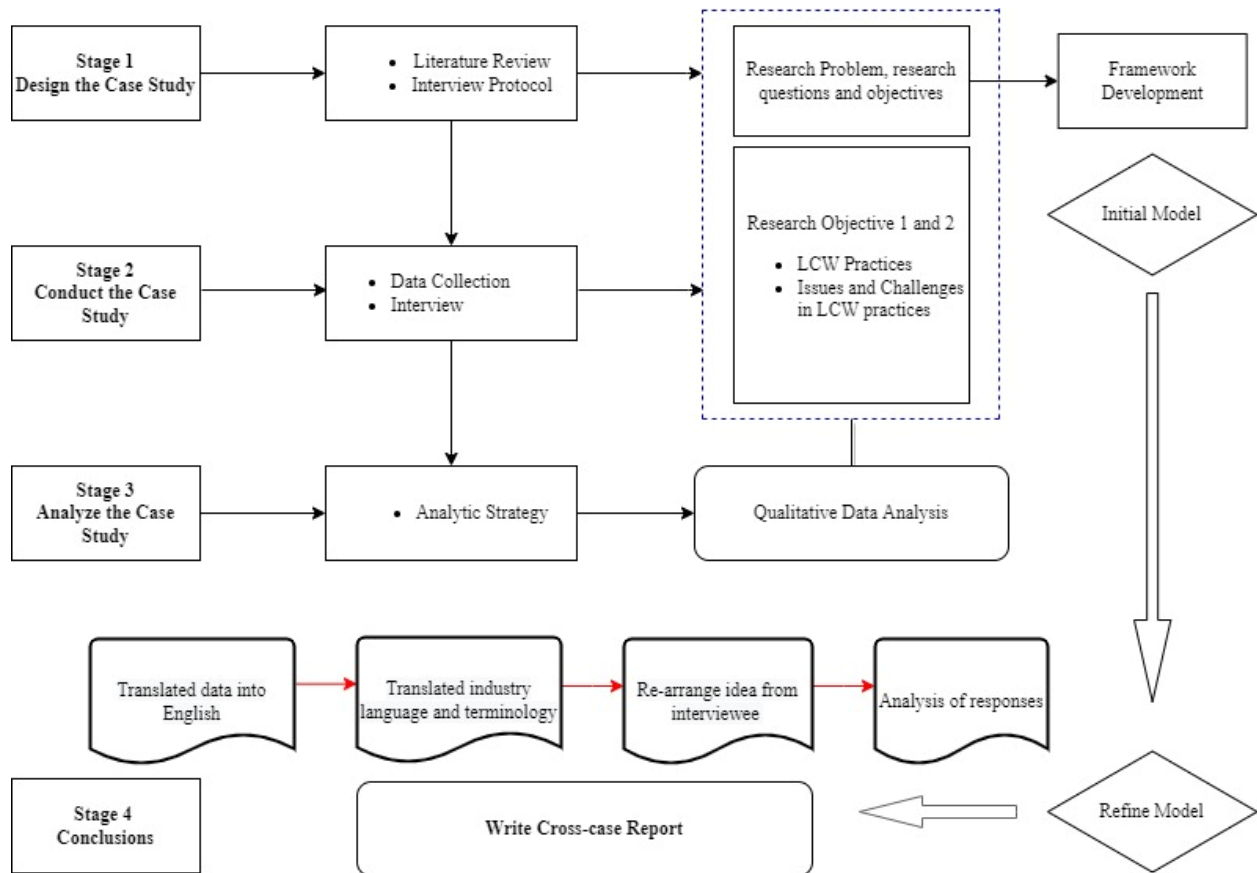 Stage 1
Design the Case Study
• Literature Review
• Interview Protocol
Research Problem, research
questions and objectives
Framework
Development
Initial Model
Stage 2
Conduct the Case
Study
• Data Collection
• Interview
Research Objective 1 and 2
• LCW Practices
• Issues and Challenges
in LCW practices
Stage 3
Analyze the Case
Study
• Analytic Strategy
Qualitative Data Analysis
Translated data into
English
Translated industry
language and terminology
Re-arrange idea from
interviewee
Analysis of responses
Stage 4
Conclusions
Write Cross-case Report
Refine Model